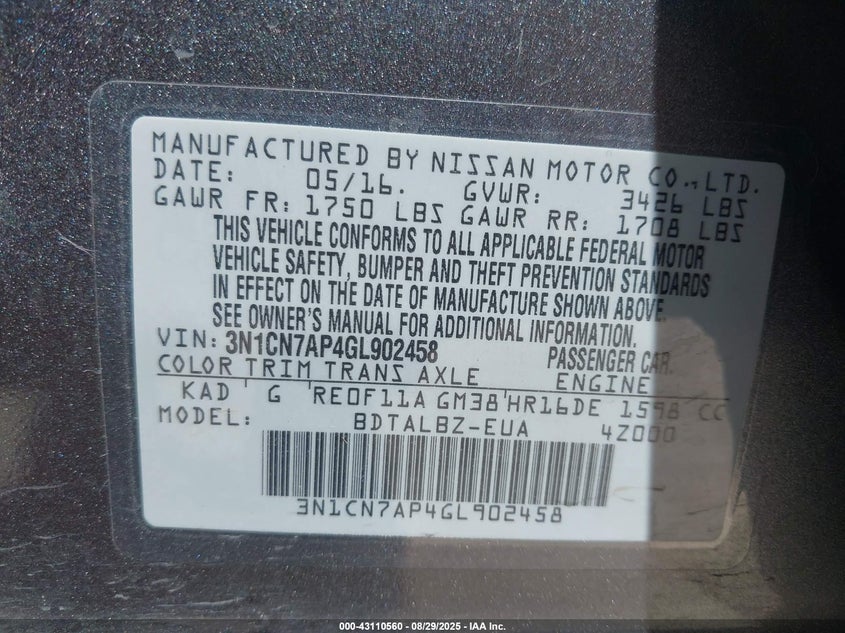 MANUFACTURED BY NISSAN MOTOR CO.,LTD.
DATE: 05/16. GVWR: 3426 LBS
GAWR FR: 1750 LBS GAWR RR: 1708 LBS
THIS VEHICLE CONFORMS TO ALL APPLICABLE FEDERAL MOTOR
VEHICLE SAFETY, BUMPER AND THEFT PREVENTION STANDARDS
IN EFFECT ON THE DATE OF MANUFACTURE SHOWN ABOVE.
SEE OWNER'S MANUAL FOR ADDITIONAL INFORMATION.
VIN: 3N1CN7AP4GL902458 PASSENGER CAR.
COLOR TRIM TRANS AXLE ENGINE
KAD ' G 'RE0F11A GM38'HR16DE 1598 CC
MODEL: BDTALBZ-EUA 4Z000
3N1CN7AP4GL902458
000-43110560 - 08/29/2025 - IAA Inc.